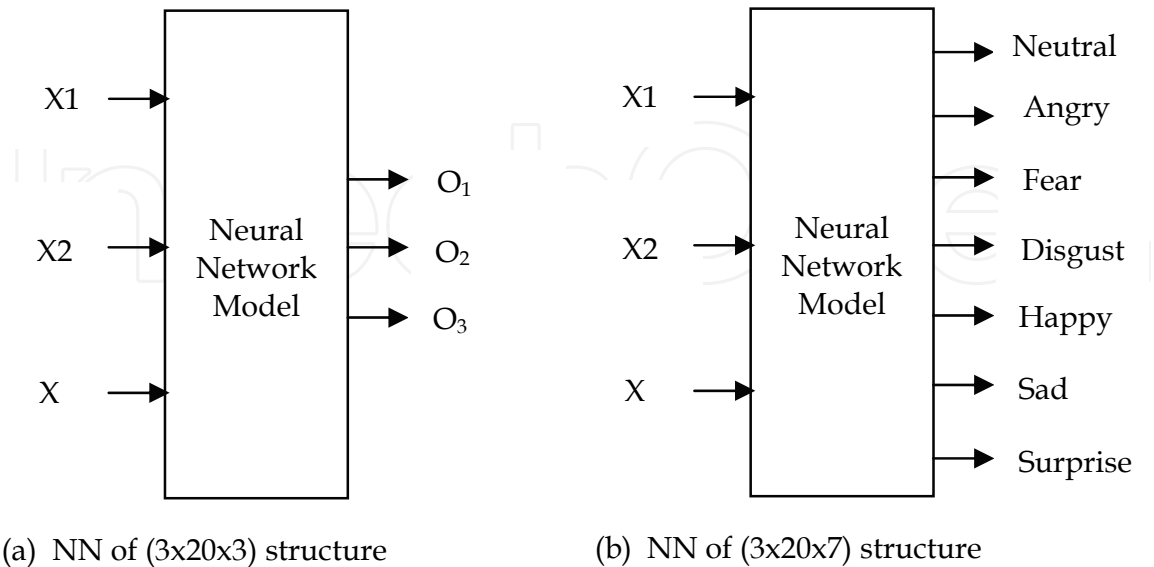 X1
X2
X
Neural
Network
Model
O₁
O₂
O₃
(a) NN of (3x20x3) structure
X1
X2
X
Neural
Network
Model
Neutral
Angry
Fear
Disgust
Happy
Sad
Surprise
(b) NN of (3x20x7) structure